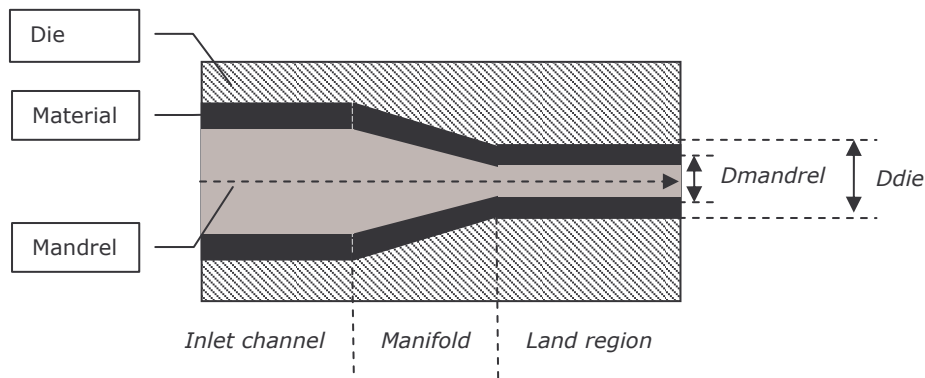 Die
Material
Mandrel
Dmandrel
Ddie
Inlet channel
Manifold
Land region